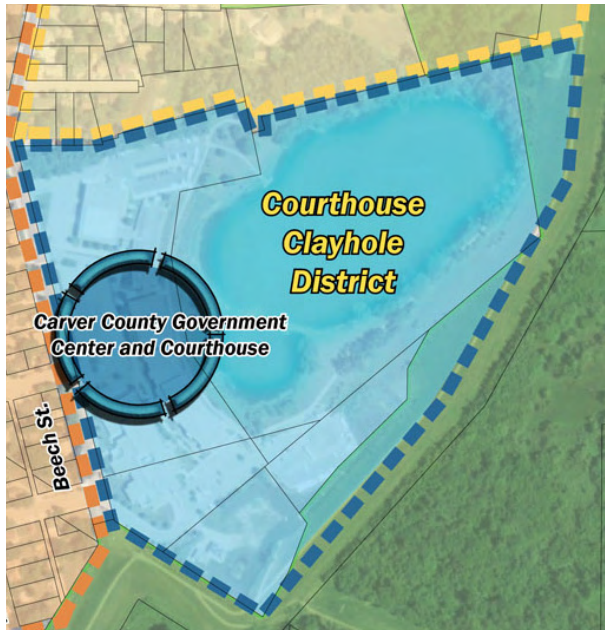 Courthouse
Clayhole
District
Carver County Government
Center and Courthouse
Beech St.